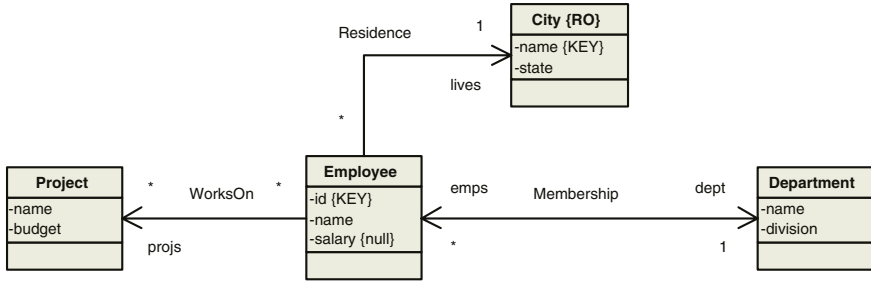 City {RO}
-name {KEY}
-state
Residence
1
lives
*
Project
-name
-budget
*
WorksOn
*
projs
Employee
-id {KEY}
-name
-salary {null}
emps
Membership
dept
*
1
Department
-name
-division